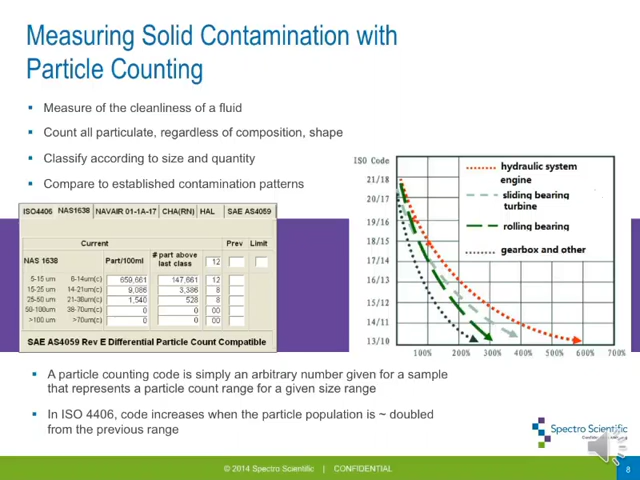 Measuring Solid Contamination with
Particle Counting
Measure of the cleanliness of a fluid
Count all particulate, regardless of composition, shape
Classify according to size and quantity
Compare to established contamination patterns
ISO4406 NAS1638 NAVAIR 01-1A-17 CHA(RN) HAL SAE AS4059
Current Prev Limit
NAS 1638 Part/100ml # part above
last class 12
5-15 um 6-14um(c) 659,661 147,661 12
15-25 um 14-21um(c) 9,086 3,386 8
25-50 um 21-38um(c) 1,540 528 8
50-100um 38-70um(c) 0 0 00
>100um >70um(c) 0 0 00
SAE AS4059 Rev E Differential Particle Count Compatible
ISO Code
21/18
20/17
19/16
18/15
17/14
16/13
15/12
14/11
13/10
100% 200% 300% 400% 500% 600% 700%
hydraulic system
engine
sliding bearing
turbine
rolling bearing
gearbox and other
A particle counting code is simply an arbitrary number given for a sample
that represents a particle count range for a given size range
In ISO 4406, code increases when the particle population is ~ doubled
from the previous range
Spectro Scientific
© 2014 Spectro Scientific | CONFIDENTIAL
8